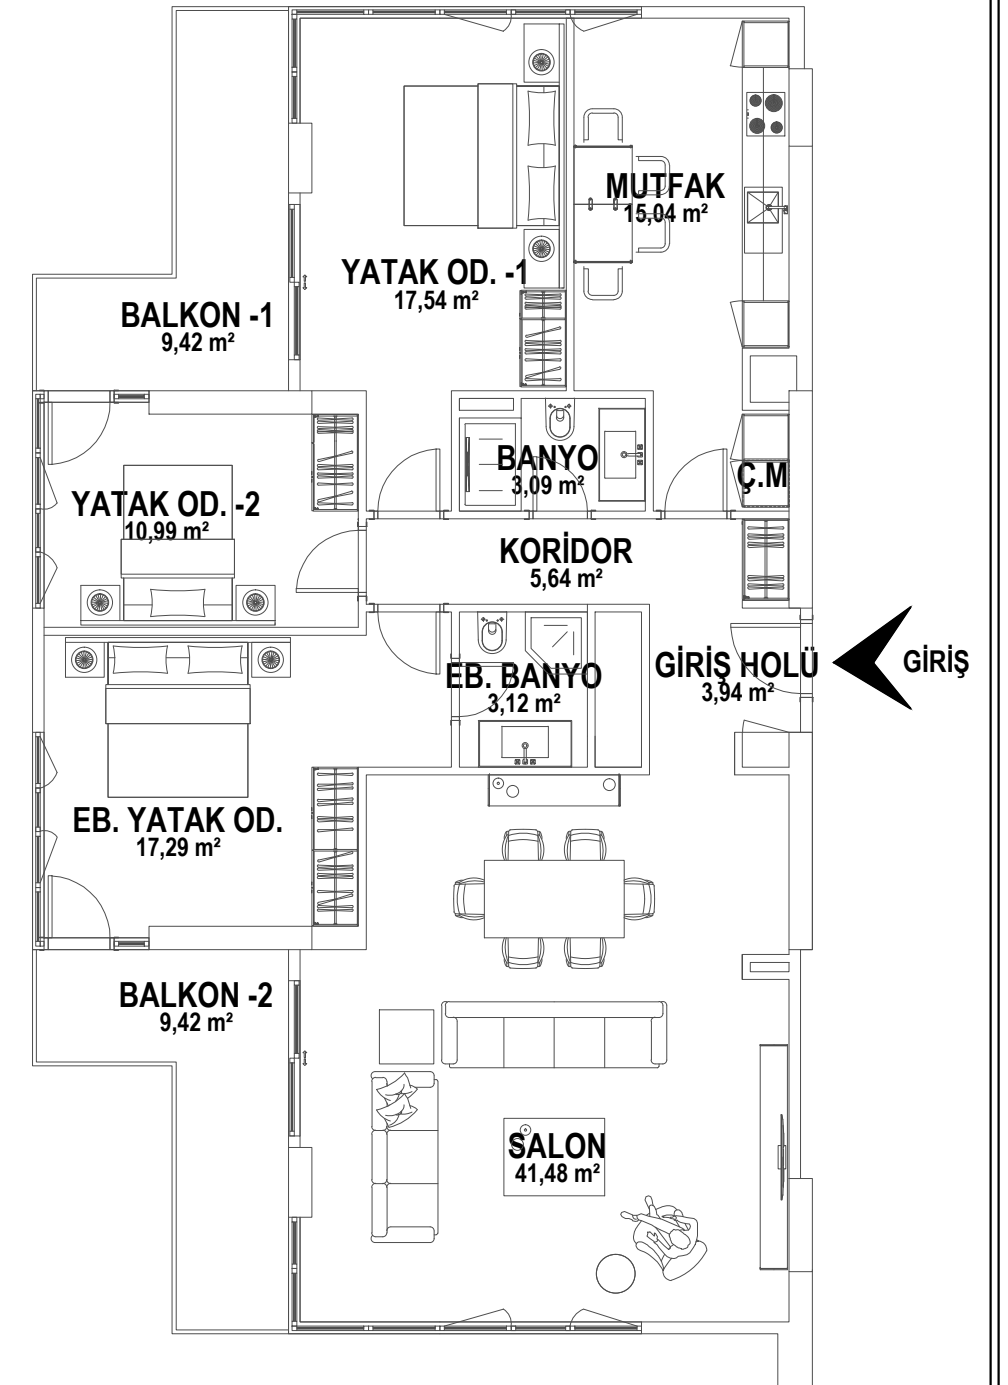 MUTFAK
15,04 m²
YATAK OD. -1
17,54 m²
BALKON -1
9,42 m²
BANYO
3,09 m²
Ç.M
YATAK OD. -2
10,99 m²
KORİDOR
5,64 m²
GİRİŞ HOLÜ
3,94 m²
GİRİŞ
EB. BANYO
3,12 m²
EB. YATAK OD.
17,29 m²
BALKON -2
9,42 m²
SALON
41,48 m²